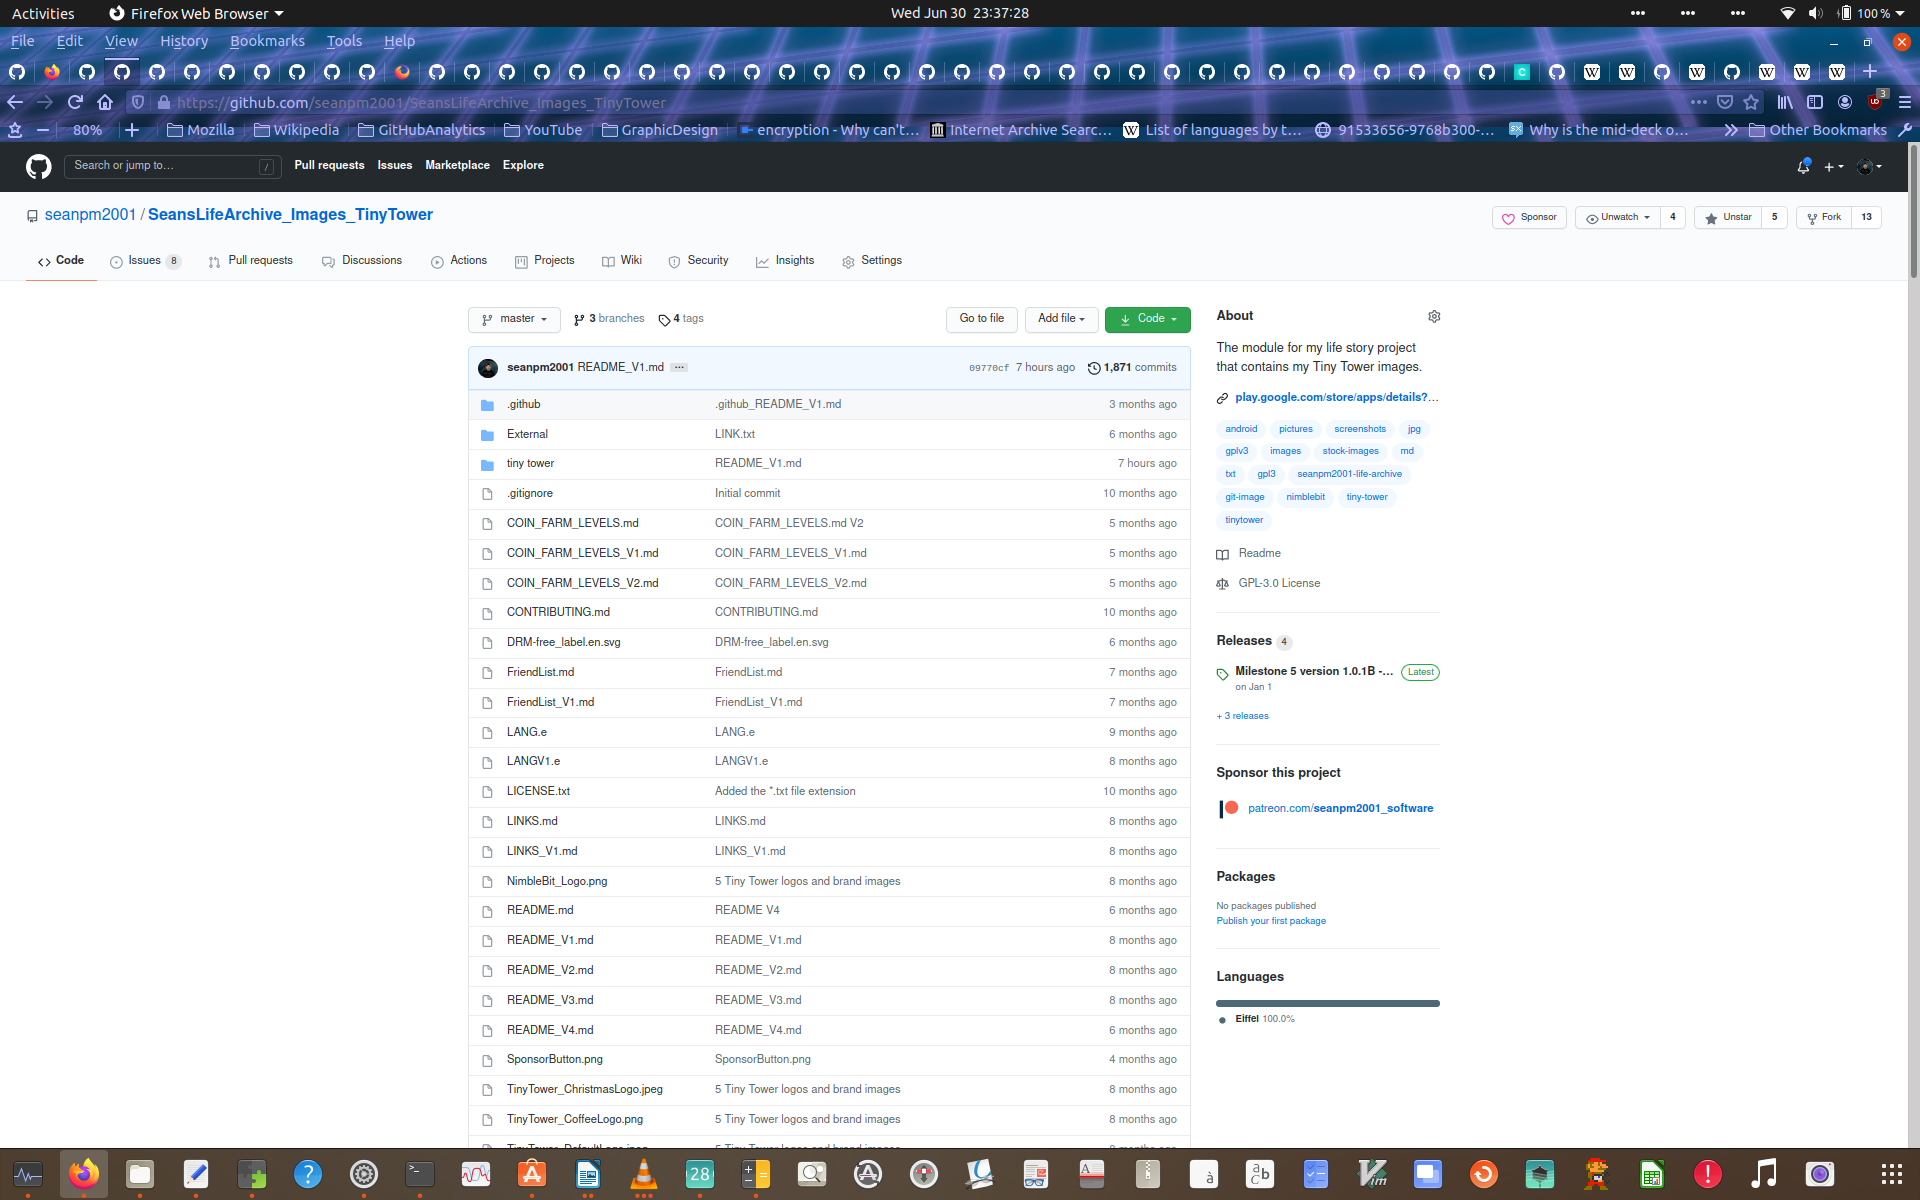 Activities Firefox Web Browser Wed Jun 30 23:37:28 100 %
File Edit View History Bookmarks Tools Help
https://github.com/seanpm2001/SeansLifeArchive_Images_TinyTower 3
80% Mozilla Wikipedia GitHubAnalytics YouTube GraphicDesign encryption - Why can't… Internet Archive Searc… List of languages by t… 91533656-9768b300-… Why is the mid-deck o… Other Bookmarks
Search or jump to… / Pull requests Issues Marketplace Explore
seanpm2001 / SeansLifeArchive_Images_TinyTower Sponsor Unwatch 4 Unstar 5 Fork 13
Code Issues 8 Pull requests Discussions Actions Projects Wiki Security Insights Settings
master 3 branches 4 tags Go to file Add file Code
seanpm2001 README_V1.md ... 09770cf 7 hours ago 1,871 commits
.github .github_README_V1.md 3 months ago
External LINK.txt 6 months ago
tiny tower README_V1.md 7 hours ago
.gitignore Initial commit 10 months ago
COIN_FARM_LEVELS.md COIN_FARM_LEVELS.md V2 5 months ago
COIN_FARM_LEVELS_V1.md COIN_FARM_LEVELS_V1.md 5 months ago
COIN_FARM_LEVELS_V2.md COIN_FARM_LEVELS_V2.md 5 months ago
CONTRIBUTING.md CONTRIBUTING.md 10 months ago
DRM-free_label.en.svg DRM-free_label.en.svg 6 months ago
FriendList.md FriendList.md 7 months ago
FriendList_V1.md FriendList_V1.md 7 months ago
LANG.e LANG.e 9 months ago
LANGV1.e LANGV1.e 8 months ago
LICENSE.txt Added the *.txt file extension 10 months ago
LINKS.md LINKS.md 8 months ago
LINKS_V1.md LINKS_V1.md 8 months ago
NimbleBit_Logo.png 5 Tiny Tower logos and brand images 8 months ago
README.md README V4 6 months ago
README_V1.md README_V1.md 8 months ago
README_V2.md README_V2.md 8 months ago
README_V3.md README_V3.md 8 months ago
README_V4.md README_V4.md 6 months ago
SponsorButton.png SponsorButton.png 4 months ago
TinyTower_ChristmasLogo.jpeg 5 Tiny Tower logos and brand images 8 months ago
TinyTower_CoffeeLogo.png 5 Tiny Tower logos and brand images 8 months ago
About
The module for my life story project
that contains my Tiny Tower images.
play.google.com/store/apps/details?…
android pictures screenshots jpg
gplv3 images stock-images md
txt gpl3 seanpm2001-life-archive
git-image nimblebit tiny-tower
tinytower
Readme
GPL-3.0 License
Releases 4
Milestone 5 version 1.0.1B -… Latest
on Jan 1
+ 3 releases
Sponsor this project
patreon.com/seanpm2001_software
Packages
No packages published
Publish your first package
Languages
Eiffel 100.0%
28